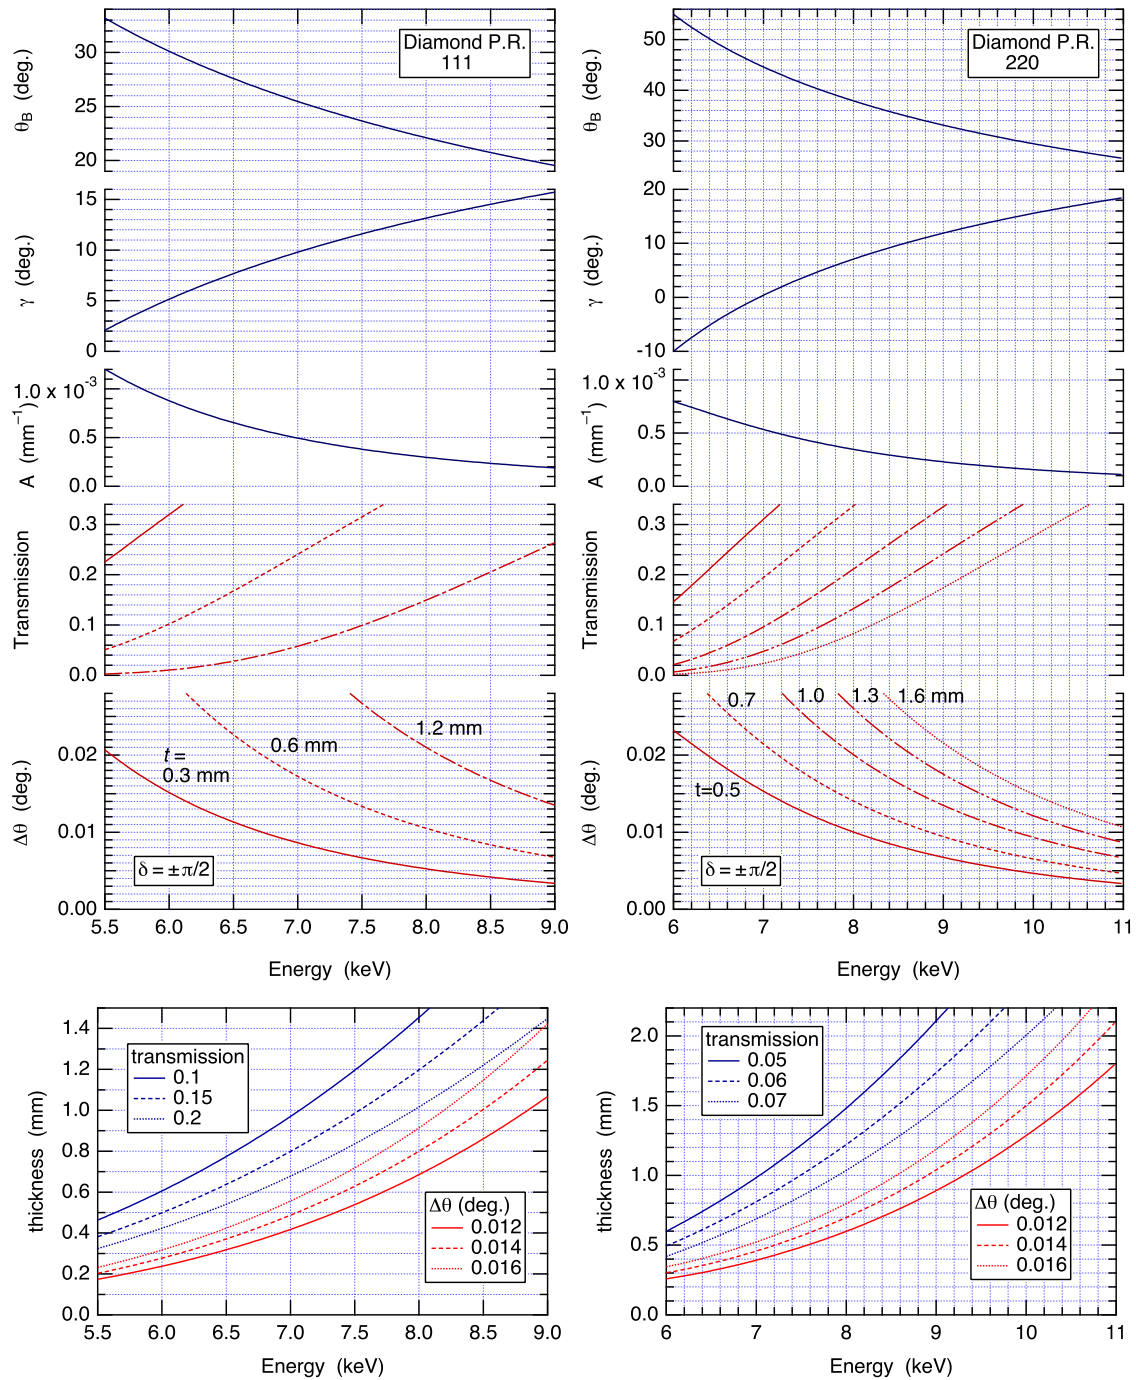 Diamond P.R.
111
θB (deg.)
30
25
20
γ (deg.)
15
10
5
0
A (mm⁻¹)
1.0 x 10⁻³
0.5
0.0
Transmission
0.3
0.2
0.1
0.0
Δθ (deg.)
0.02
0.01
0.00
t =
0.3 mm
0.6 mm
1.2 mm
δ = ±π/2
5.5 6.0 6.5 7.0 7.5 8.0 8.5 9.0
Energy (keV)
Diamond P.R.
220
θB (deg.)
50
40
30
γ (deg.)
20
10
0
-10
A (mm⁻¹)
1.0 x 10⁻³
0.5
0.0
Transmission
0.3
0.2
0.1
0.0
Δθ (deg.)
0.02
0.01
0.00
t=0.5
0.7
1.0
1.3
1.6 mm
δ = ±π/2
6 7 8 9 10 11
Energy (keV)
thickness (mm)
1.4
1.2
1.0
0.8
0.6
0.4
0.2
0.0
transmission
0.1
0.15
0.2
Δθ (deg.)
0.012
0.014
0.016
5.5 6.0 6.5 7.0 7.5 8.0 8.5 9.0
Energy (keV)
thickness (mm)
2.0
1.5
1.0
0.5
0.0
transmission
0.05
0.06
0.07
Δθ (deg.)
0.012
0.014
0.016
6 7 8 9 10 11
Energy (keV)